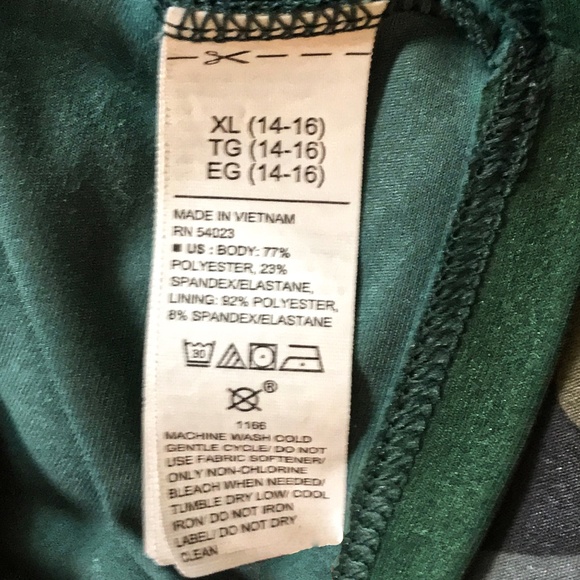 XL (14-16)
TG (14-16)
EG (14-16)
MADE IN VIETNAM
RN 54023
■ US : BODY: 77%
POLYESTER, 23%
SPANDEX/ELASTANE,
LINING: 92% POLYESTER,
8% SPANDEX/ELASTANE
30
®
1166
MACHINE WASH COLD
GENTLE CYCLE/ DO NOT
USE FABRIC SOFTENER/
ONLY NON-CHLORINE
BLEACH WHEN NEEDED/
TUMBLE DRY LOW/ COOL
IRON/ DO NOT IRON
LABEL/ DO NOT DRY
CLEAN